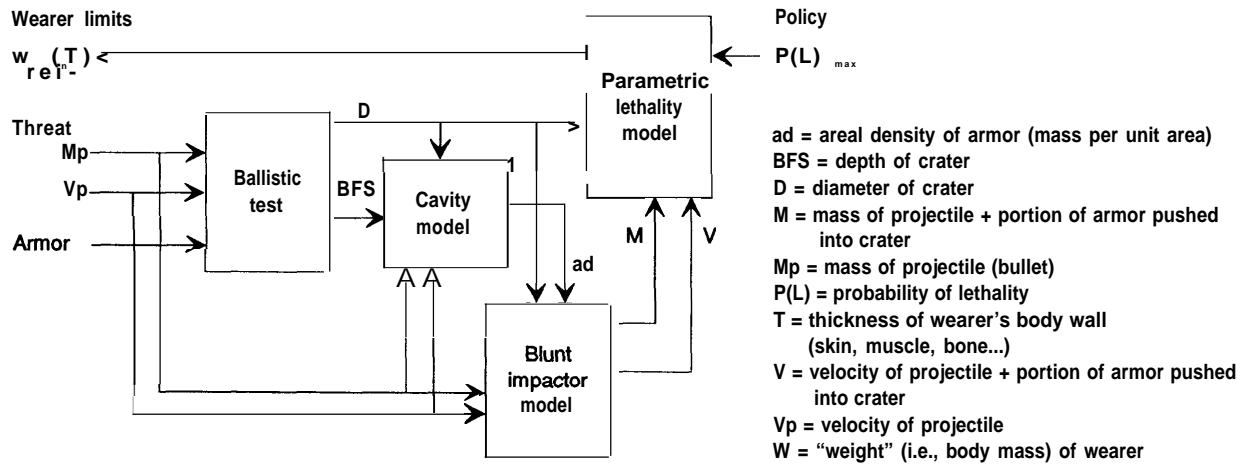 Wearer limits
Policy
w rein- (T) <
P(L) max
Parametric
lethality
model
D
Threat
Mp
Vp
Armor
Ballistic
test
BFS
Cavity
model
M
V
ad
Blunt
impactor
model
ad = areal density of armor (mass per unit area)
BFS = depth of crater
D = diameter of crater
M = mass of projectile + portion of armor pushed
into crater
Mp = mass of projectile (bullet)
P(L) = probability of lethality
T = thickness of wearer's body wall
(skin, muscle, bone...)
V = velocity of projectile + portion of armor pushed
into crater
Vp = velocity of projectile
W = “weight” (i.e., body mass) of wearer